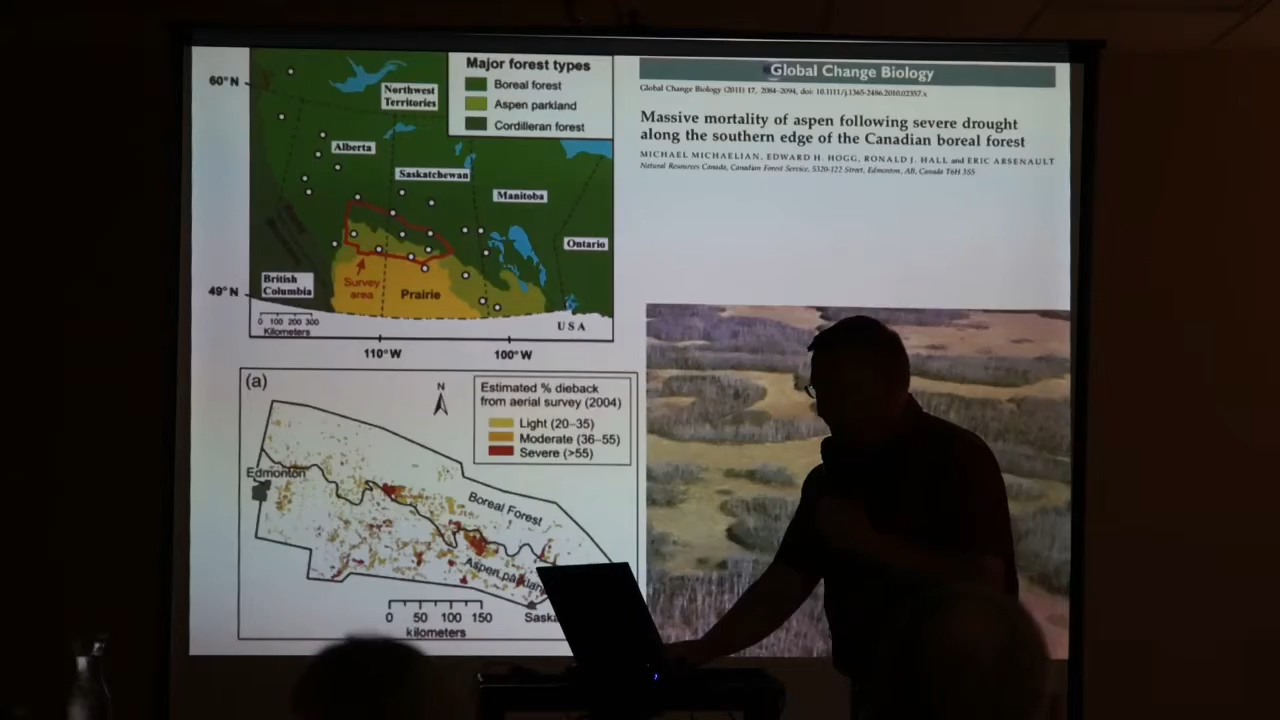 Major forest types
Boreal forest
Aspen parkland
Cordilleran forest
60° N
Northwest
Territories
Alberta
Saskatchewan
Manitoba
Ontario
British
Columbia
Survey
area
Prairie
49° N
0 100 200 300
Kilometers
USA
110° W
100° W
Global Change Biology
Global Change Biology (2011) 17, 2084–2094, doi: 10.1111/j.1365-2486.2010.02357.x
Massive mortality of aspen following severe drought
along the southern edge of the Canadian boreal forest
MICHAEL MICHAELIAN, EDWARD H. HOGG, RONALD J. HALL and ERIC ARSENAULT
Natural Resources Canada, Canadian Forest Service, 5320-122 Street, Edmonton, AB, Canada T6H 3S5
(a)
N
Estimated % dieback
from aerial survey (2004)
Light (20–35)
Moderate (36–55)
Severe (>55)
Edmonton
Boreal Forest
Aspen parklan
0 50 100 150
kilometers
Saska